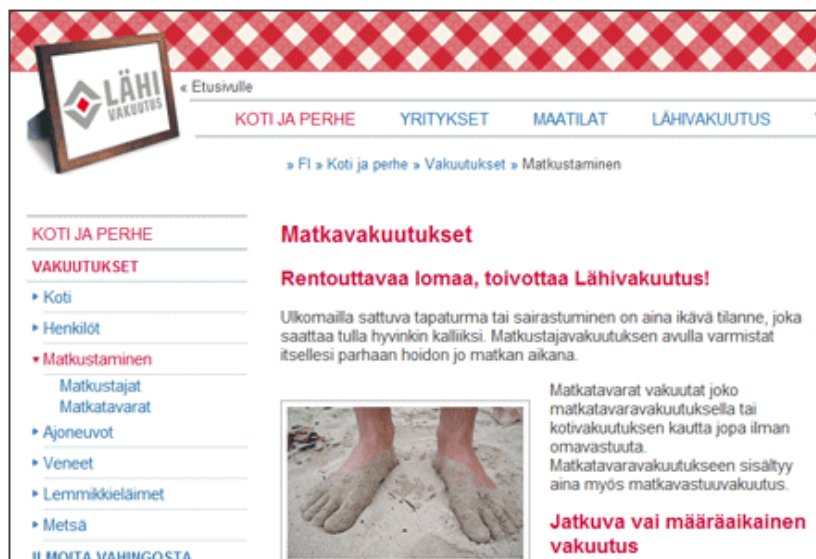 LÄHI
VAKUUTUS
« Etusivulle
KOTI JA PERHE YRITYKSET MAATILAT LÄHIVAKUUTUS
» FI » Koti ja perhe » Vakuutukset » Matkustaminen
KOTI JA PERHE
VAKUUTUKSET
Koti
Henkilöt
Matkustaminen
Matkustajat
Matkatavarat
Ajoneuvot
Veneet
Lemmikkieläimet
Metsä
ILMOITA VAHINGOSTA
Matkavakuutukset
Rentouttavaa lomaa, toivottaa Lähivakuutus!
Ulkomailla sattuva tapaturma tai sairastuminen on aina ikävä tilanne, joka
saattaa tulla hyvinkin kalliiksi. Matkustajavakuutuksen avulla varmistat
itsellesi parhaan hoidon jo matkan aikana.
Matkatavarat vakuutat joko
matkatavaravakuutuksella tai
kotivakuutuksen kautta jopa ilman
omavastuuta.
Matkatavaravakuutukseen sisältyy
aina myös matkavastuuvakuutus.
Jatkuva vai määräaikainen
vakuutus